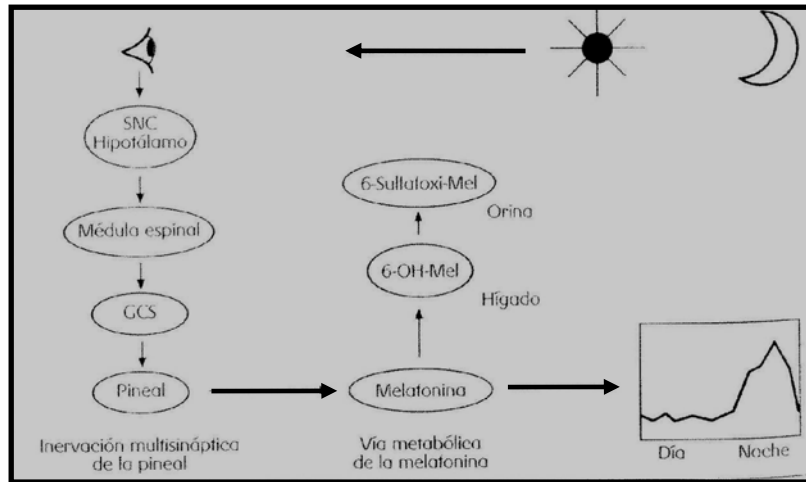 SNC
Hipotálamo
Médula espinal
GCS
Pineal
Inervación multisináptica
de la pineal
6-Sulfatoxi-Mel
Orina
6-OH-Mel
Hígado
Melatonina
Vía metabólica
de la melatonina
Día Noche